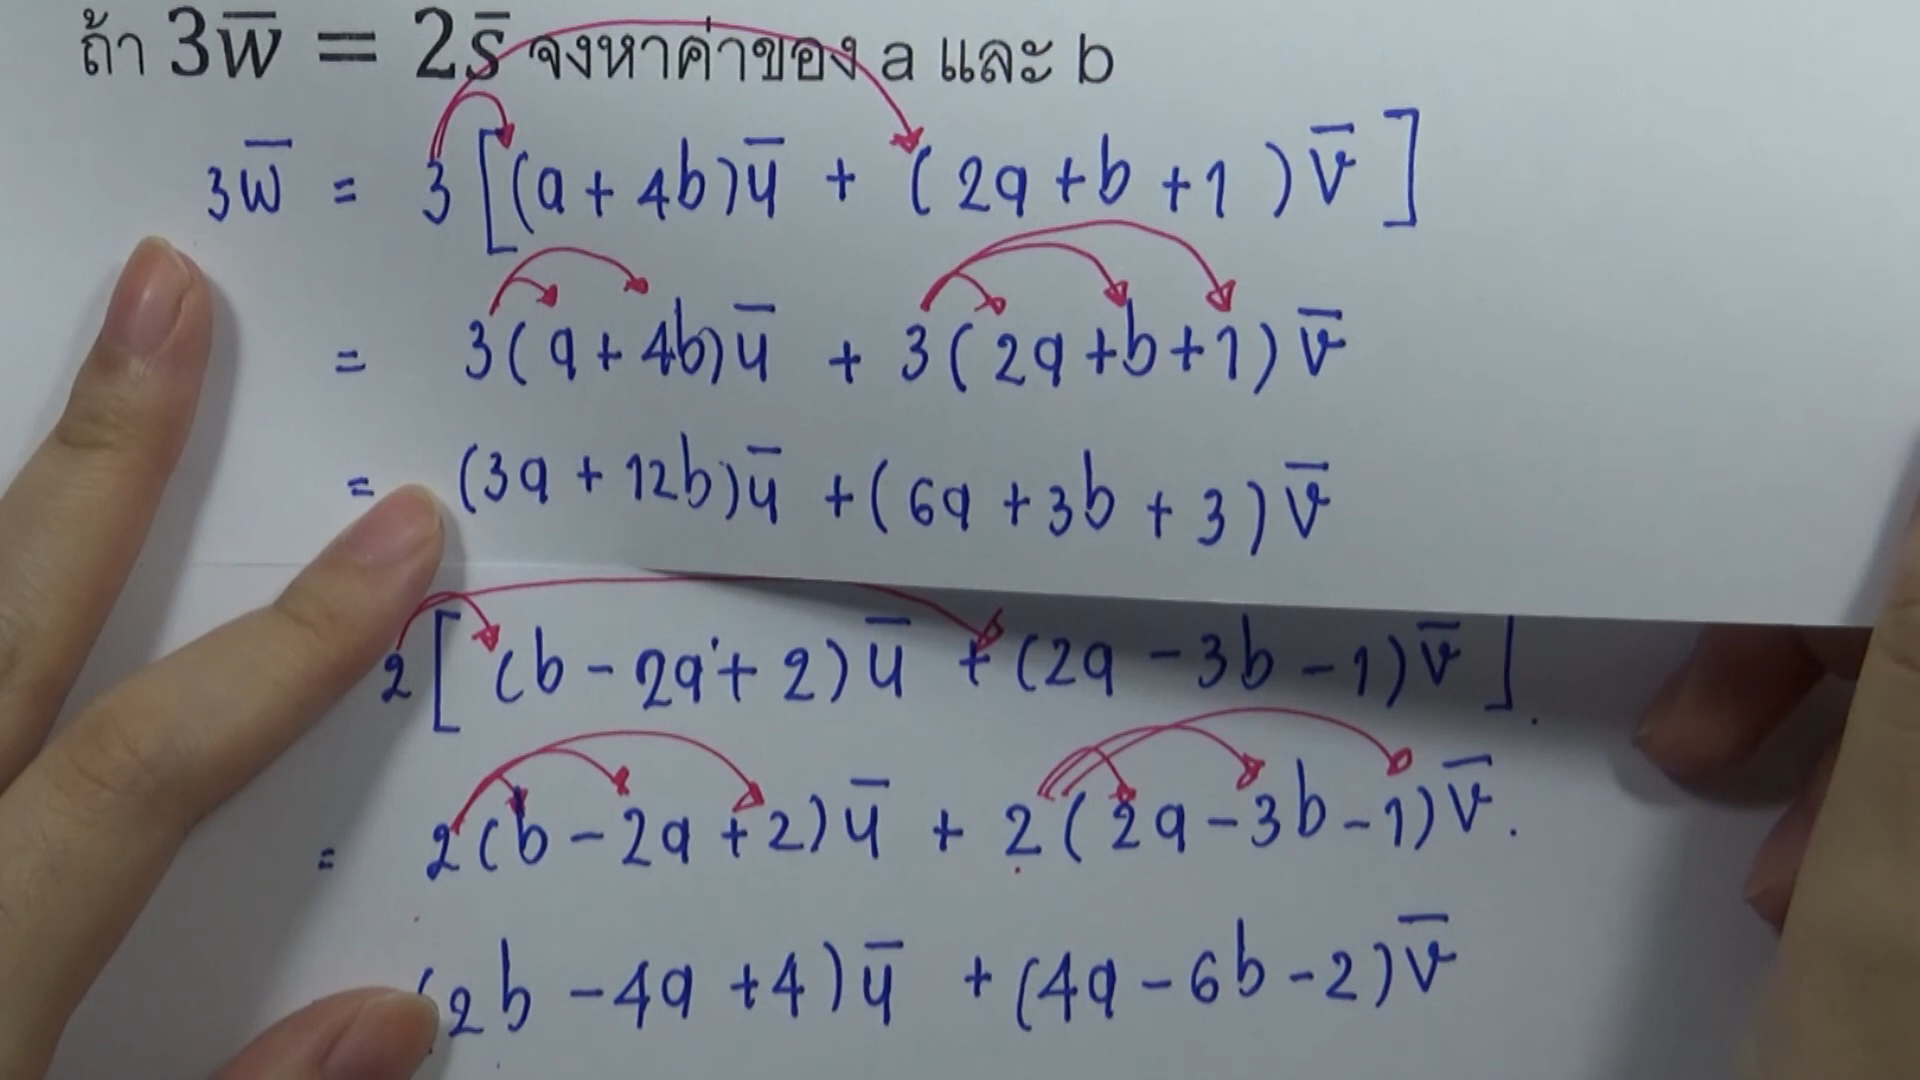 ถ้า 3w̅ = 2s̅ จงหาค่าของ a และ b
3w̅ = 3[(a + 4b)u̅ + (2a + b + 1)v̅]
= 3(a + 4b)u̅ + 3(2a + b + 1)v̅
= (3a + 12b)u̅ + (6a + 3b + 3)v̅
2[(b - 2a + 2)u̅ + (2a - 3b - 1)v̅].
= 2(b - 2a + 2)u̅ + 2(2a - 3b - 1)v̅.
(2b - 4a + 4)u̅ + (4a - 6b - 2)v̅